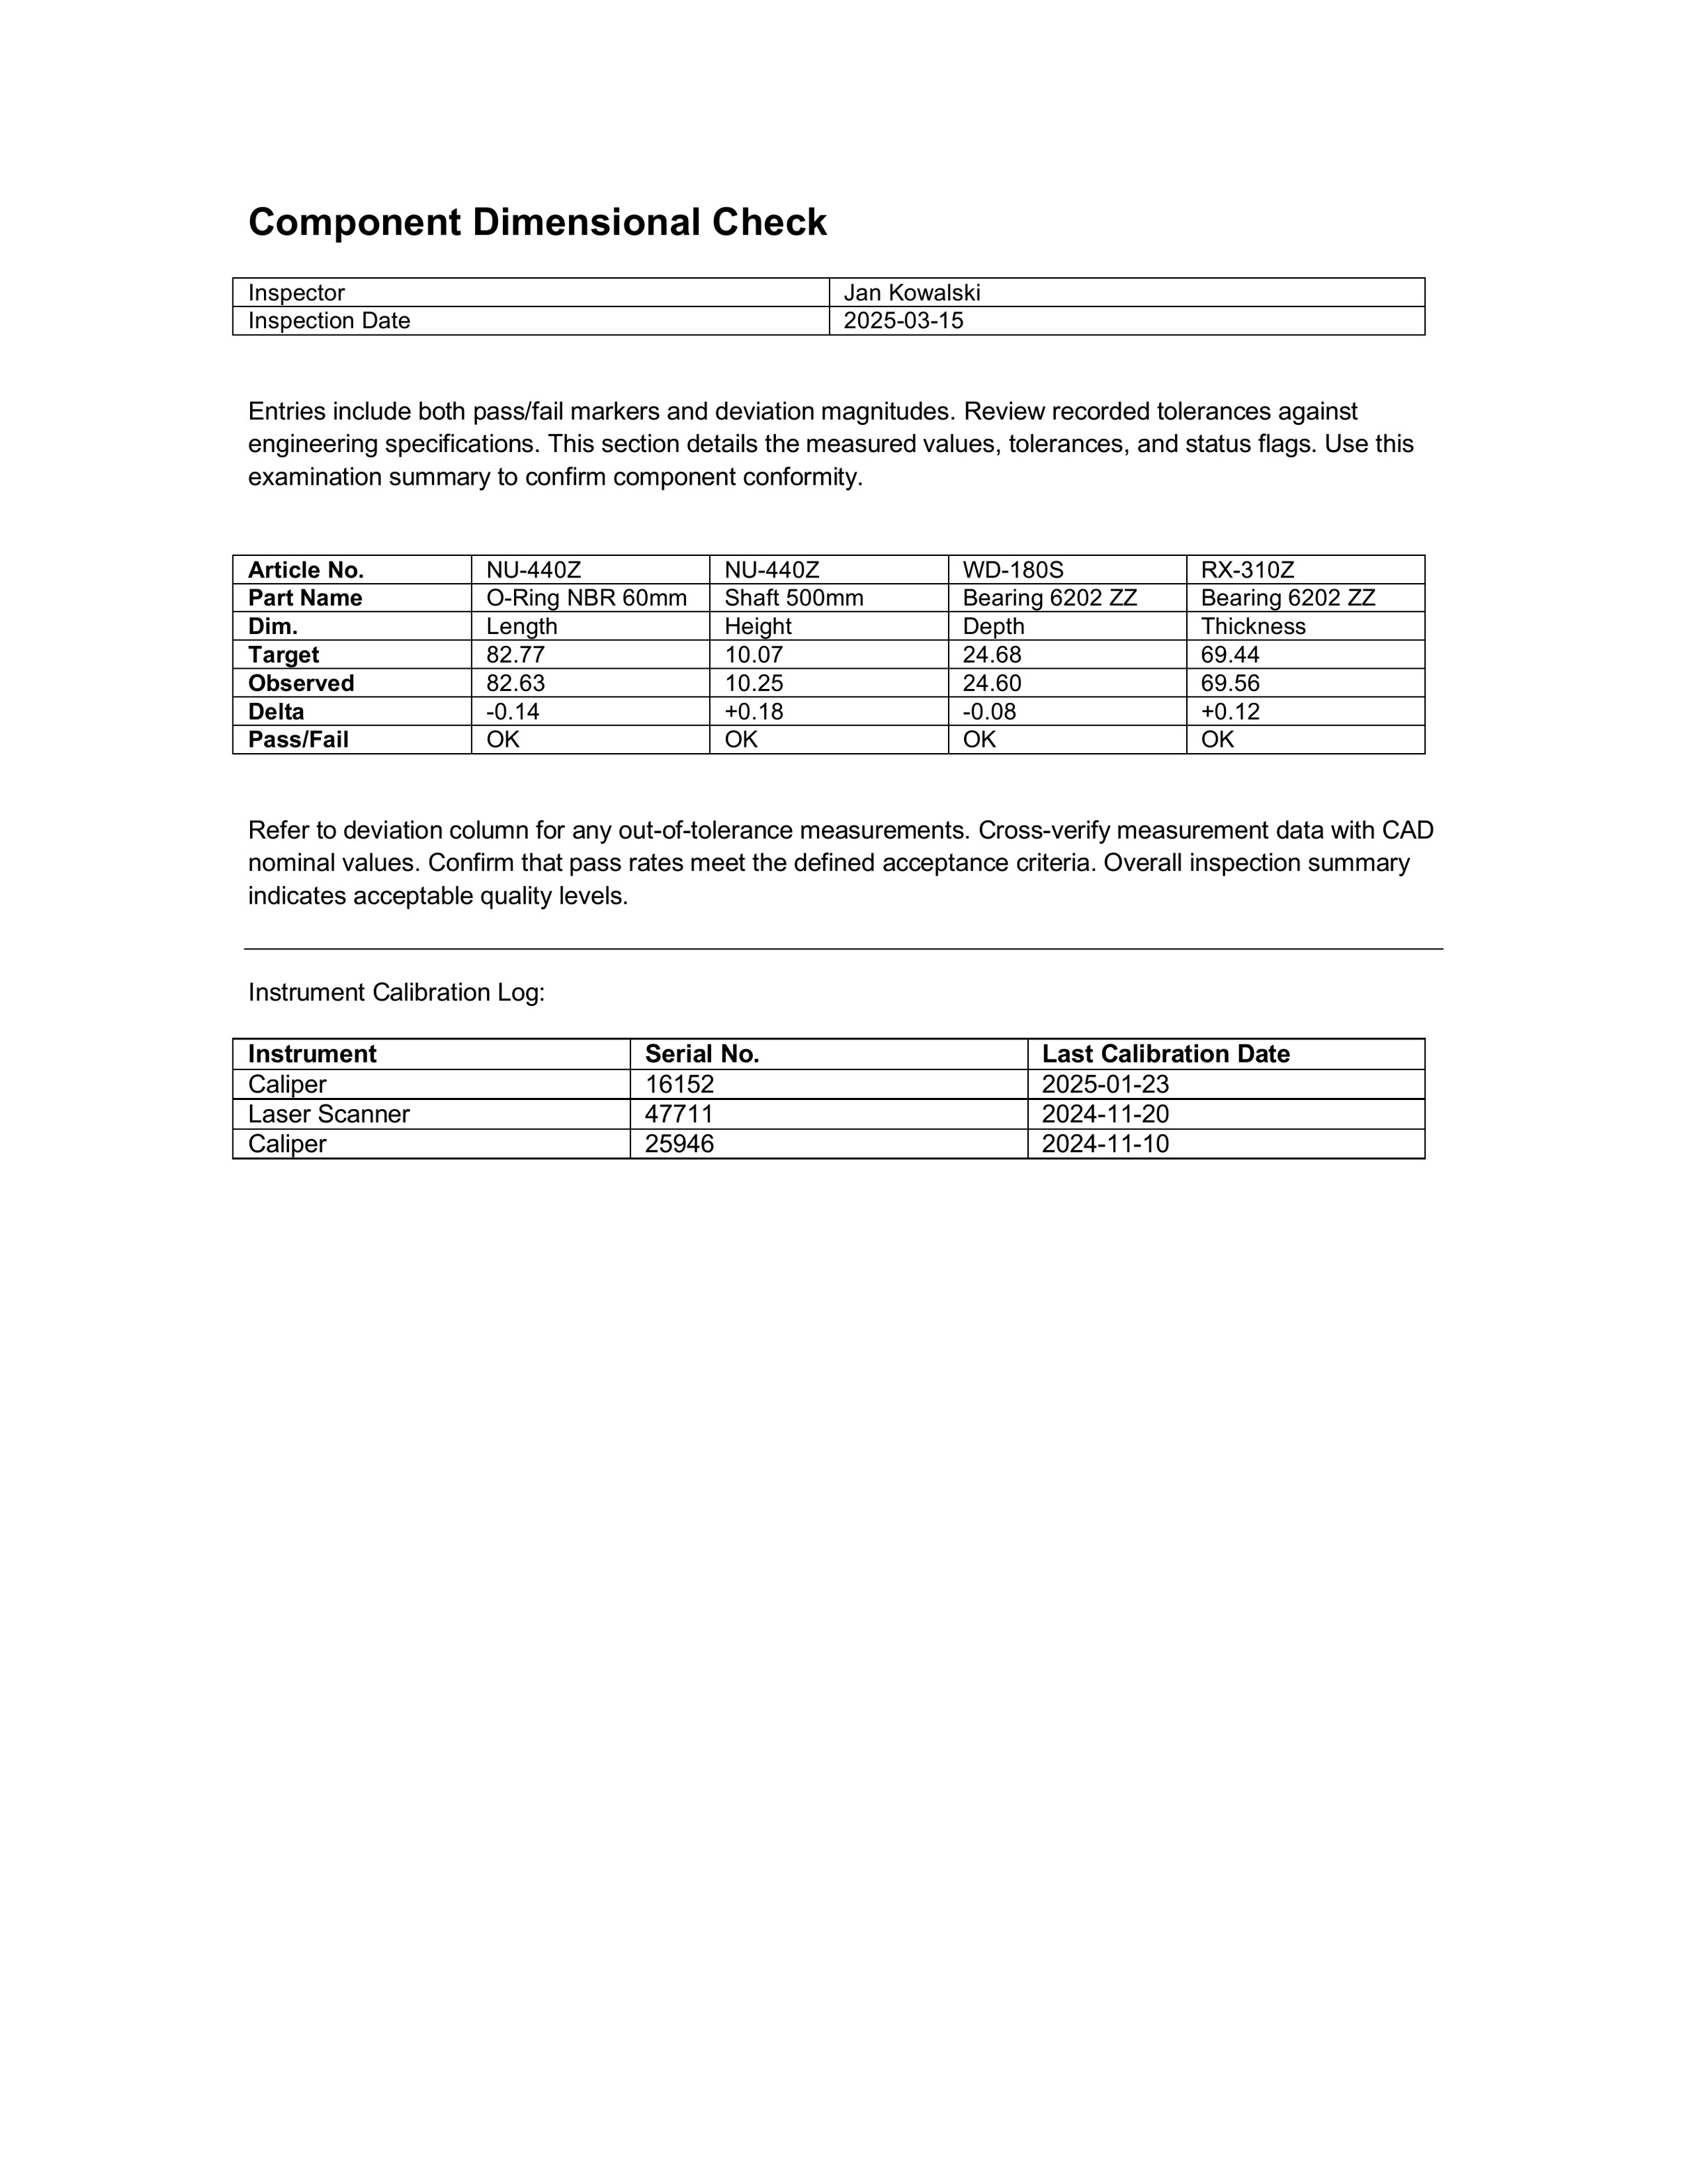 Component Dimensional Check
Inspector Jan Kowalski
Inspection Date 2025-03-15
Entries include both pass/fail markers and deviation magnitudes. Review recorded tolerances against
engineering specifications. This section details the measured values, tolerances, and status flags. Use this
examination summary to confirm component conformity.
Article No. NU-440Z NU-440Z WD-180S RX-310Z
Part Name O-Ring NBR 60mm Shaft 500mm Bearing 6202 ZZ Bearing 6202 ZZ
Dim. Length Height Depth Thickness
Target 82.77 10.07 24.68 69.44
Observed 82.63 10.25 24.60 69.56
Delta -0.14 +0.18 -0.08 +0.12
Pass/Fail OK OK OK OK
Refer to deviation column for any out-of-tolerance measurements. Cross-verify measurement data with CAD
nominal values. Confirm that pass rates meet the defined acceptance criteria. Overall inspection summary
indicates acceptable quality levels.
Instrument Calibration Log:
Instrument Serial No. Last Calibration Date
Caliper 16152 2025-01-23
Laser Scanner 47711 2024-11-20
Caliper 25946 2024-11-10